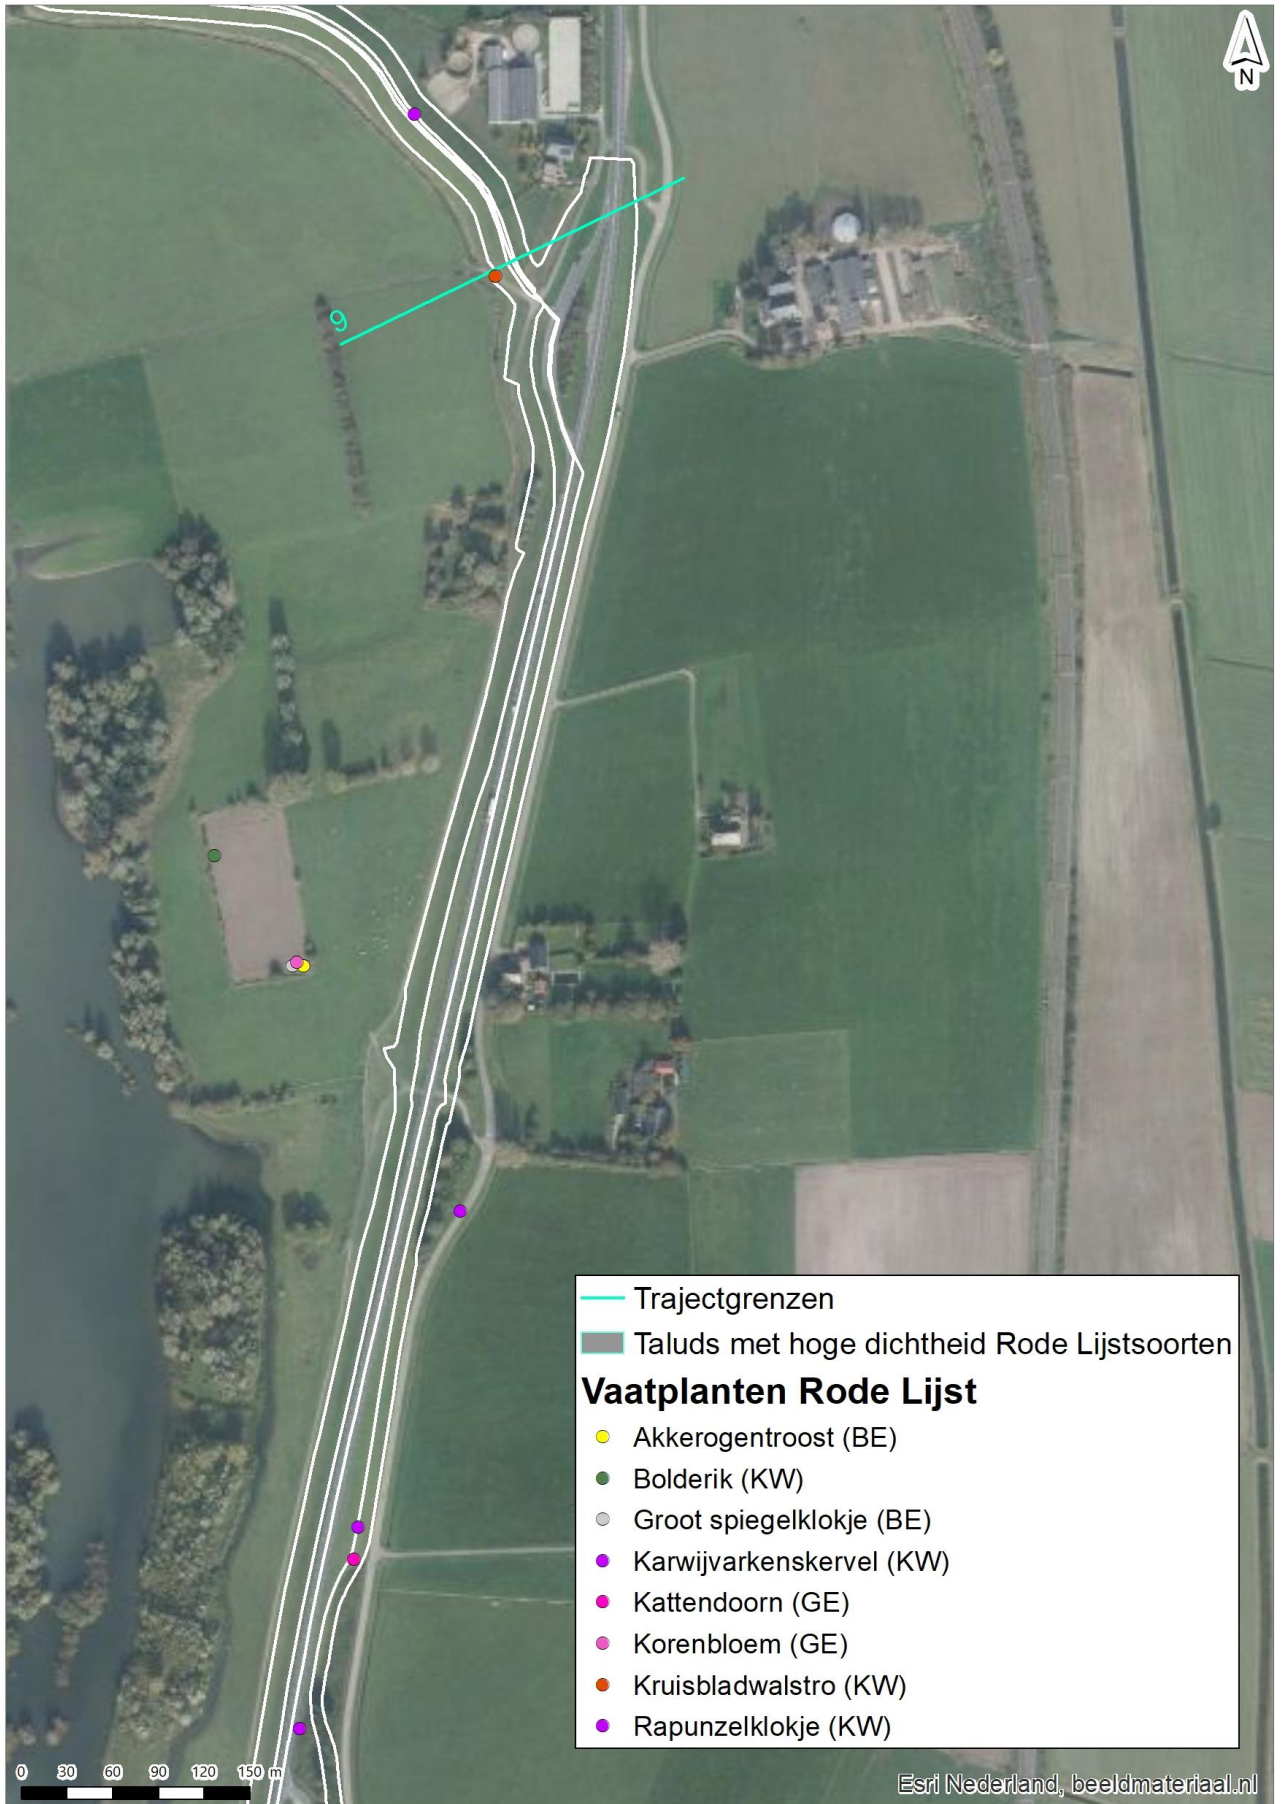 N
9
Trajectgrenzen
Taluds met hoge dichtheid Rode Lijstsoorten
Vaatplanten Rode Lijst
Akkerogentroost (BE)
Bolderik (KW)
Groot spiegelklokje (BE)
Karwijvarkenskervel (KW)
Kattendoorn (GE)
Korenbloem (GE)
Kruisbladwalstro (KW)
Rapunzelklokje (KW)
0 30 60 90 120 150 m
Esri Nederland, beeldmateriaal.nl